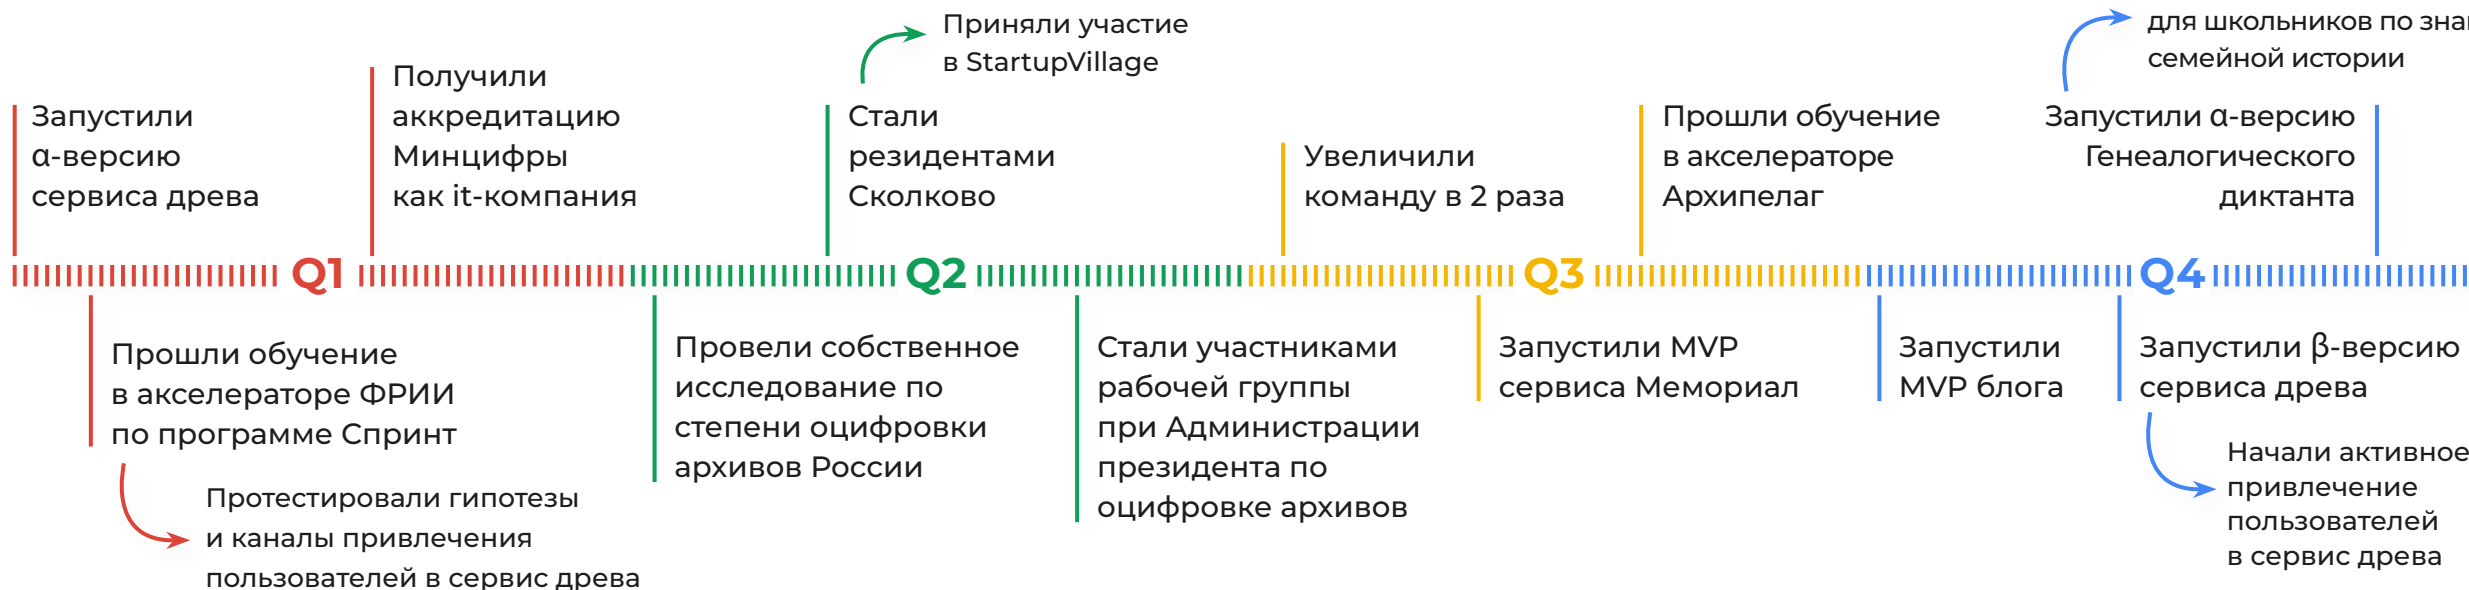 Приняли участие
в StartupVillage
для школьников по
семейной истории
Запустили
α-версию
сервиса древа
Получили
аккредитацию
Минцифры
как it-компания
Стали
резидентами
Сколково
Увеличили
команду в 2 раза
Прошли обучение
в акселераторе
Архипелаг
Запустили α-версию
Генеалогического
диктанта
Q1
Q2
Q3
Q4
Прошли обучение
в акселераторе ФРИИ
по программе Спринт
Протестировали гипотезы
и каналы привлечения
пользователей в сервис древа
Провели собственное
исследование по
степени оцифровки
архивов России
Стали участниками
рабочей группы
при Администрации
президента по
оцифровке архивов
Запустили MVP
сервиса Мемориал
Запустили
MVP блога
Запустили β-версию
сервиса древа
Начали активное
привлечение
пользователей
в сервис древа